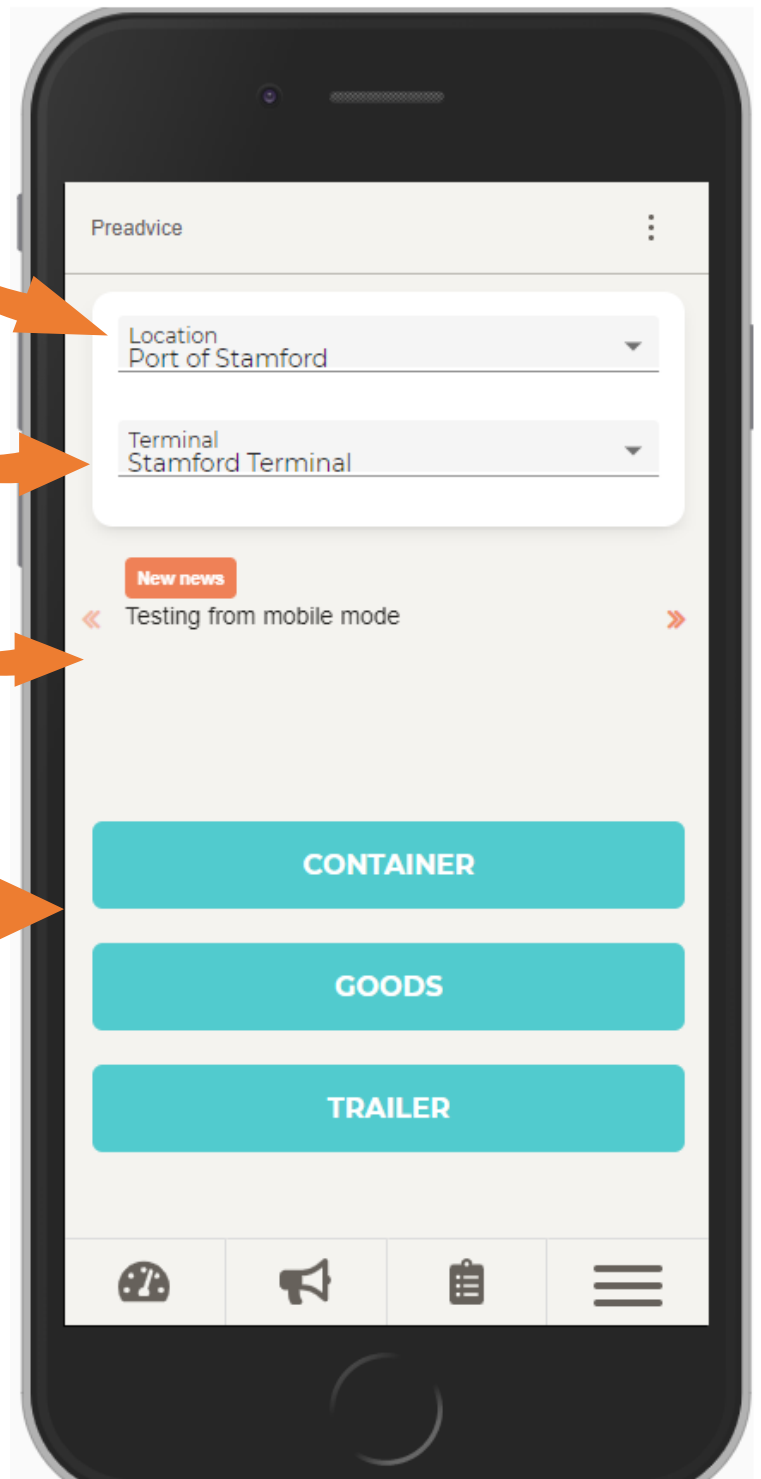 Preadvice
Location
Port of Stamford
Terminal
Stamford Terminal
New news
Testing from mobile mode
CONTAINER
GOODS
TRAILER